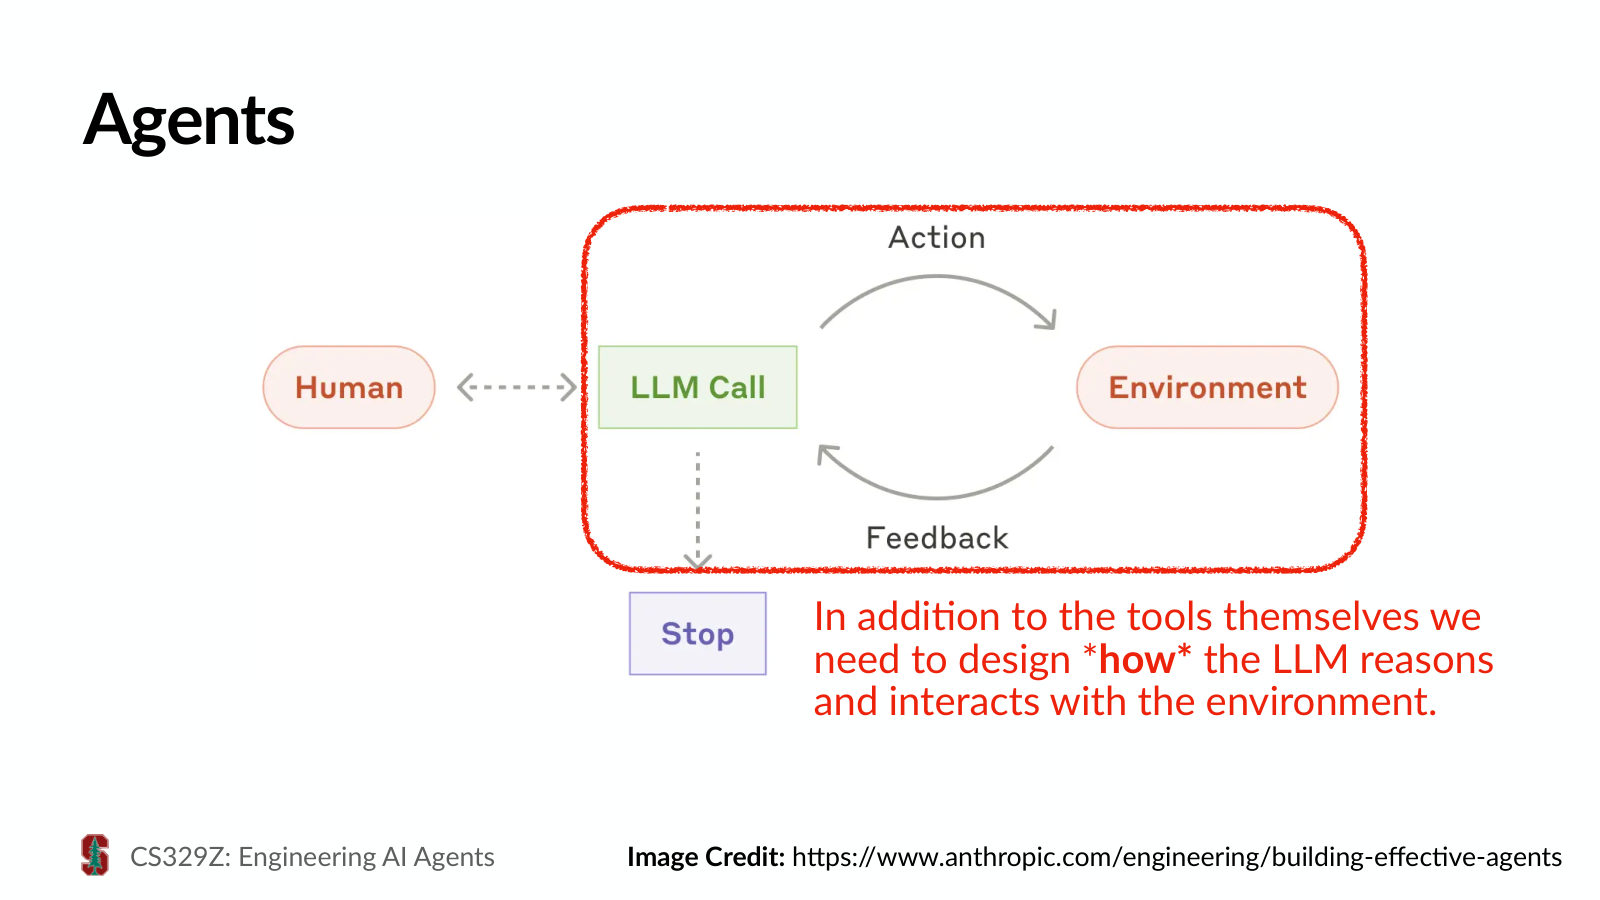 Agents
Action
Human
LLM Call
Environment
Feedback
Stop
In addition to the tools themselves we
need to design *how* the LLM reasons
and interacts with the environment.
CS329Z: Engineering AI Agents
Image Credit: https://www.anthropic.com/engineering/building-effective-agents